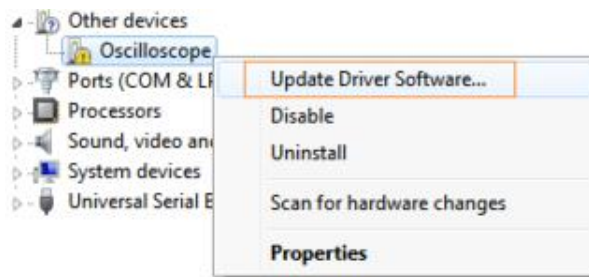 Other devices
Oscilloscope
Ports (COM & L
Processors
Sound, video an
System devices
Universal Serial
Update Driver Software...
Disable
Uninstall
Scan for hardware changes
Properties